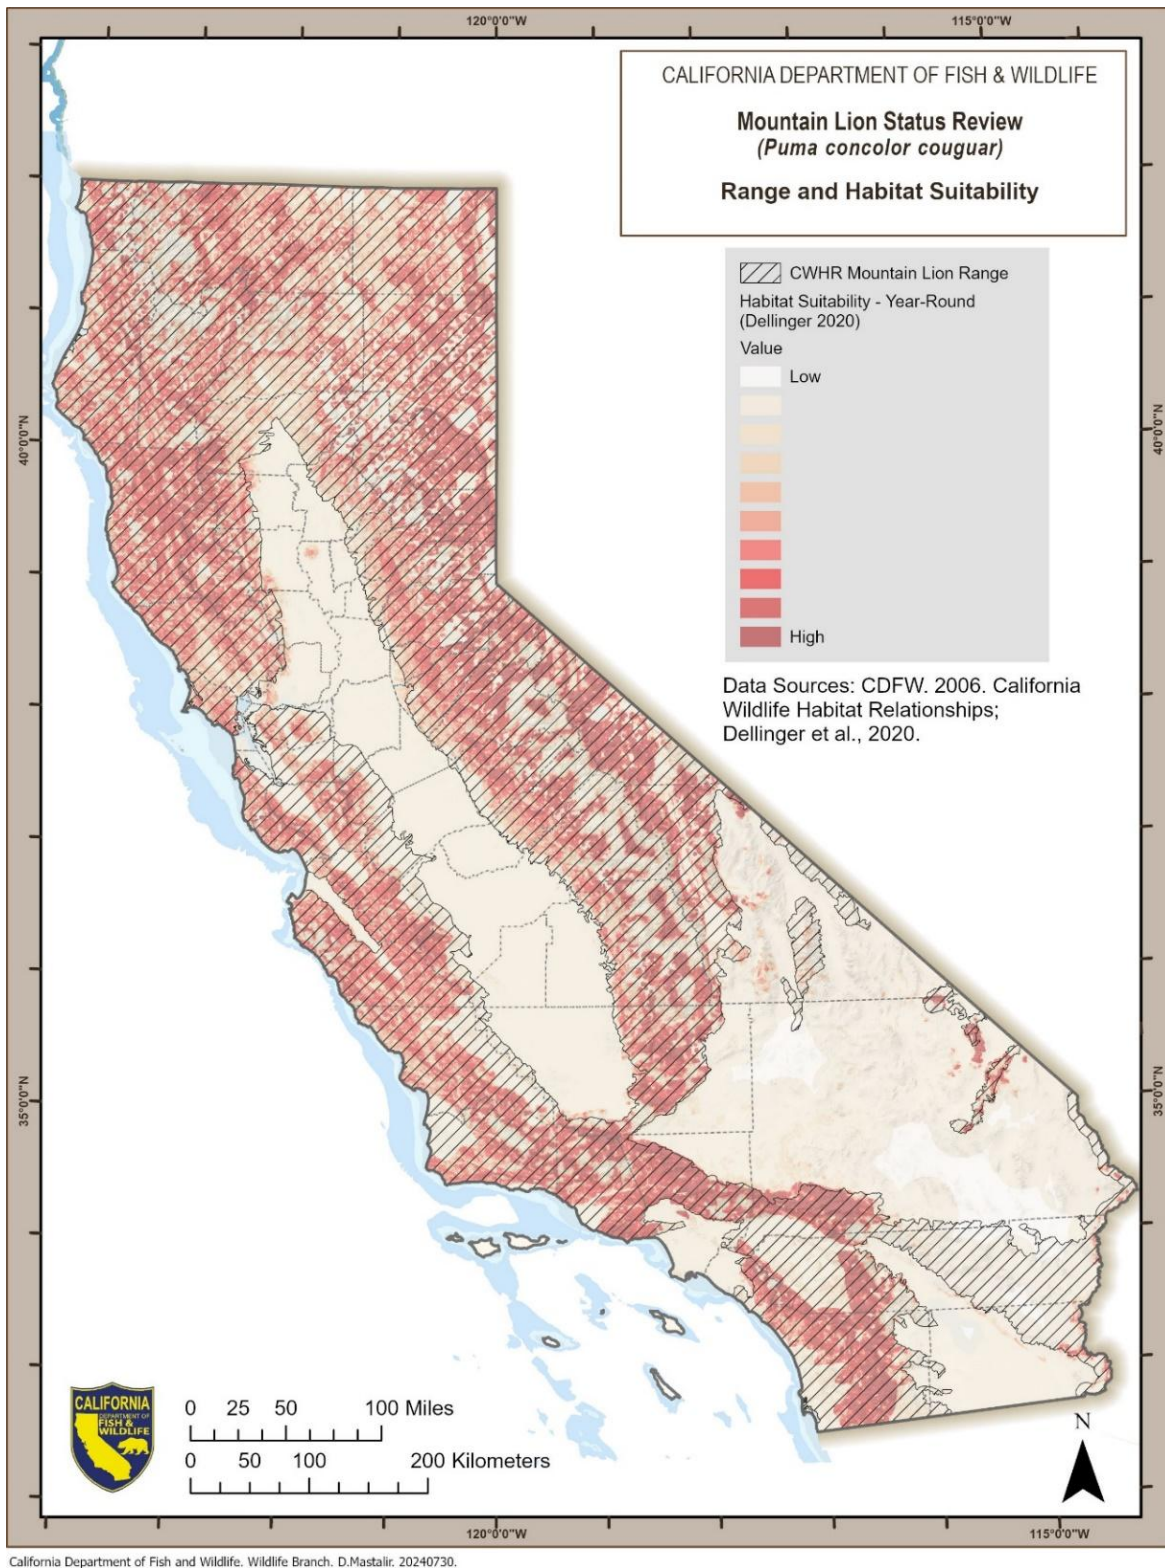 120°0'0"W
115°0'0"W
CALIFORNIA DEPARTMENT OF FISH & WILDLIFE
Mountain Lion Status Review
(Puma concolor couguar)
Range and Habitat Suitability
CWHR Mountain Lion Range
Habitat Suitability - Year-Round
(Dellinger 2020)
Value
Low
High
Data Sources: CDFW. 2006. California
Wildlife Habitat Relationships;
Dellinger et al., 2020.
40°0'0"N
40°0'0"N
35°0'0"N
35°0'0"N
CALIFORNIA
DEPARTMENT OF
FISH &
WILDLIFE
0 25 50 100 Miles
0 50 100 200 Kilometers
N
120°0'0"W
115°0'0"W
California Department of Fish and Wildlife. Wildlife Branch. D.Mastalir. 20240730.